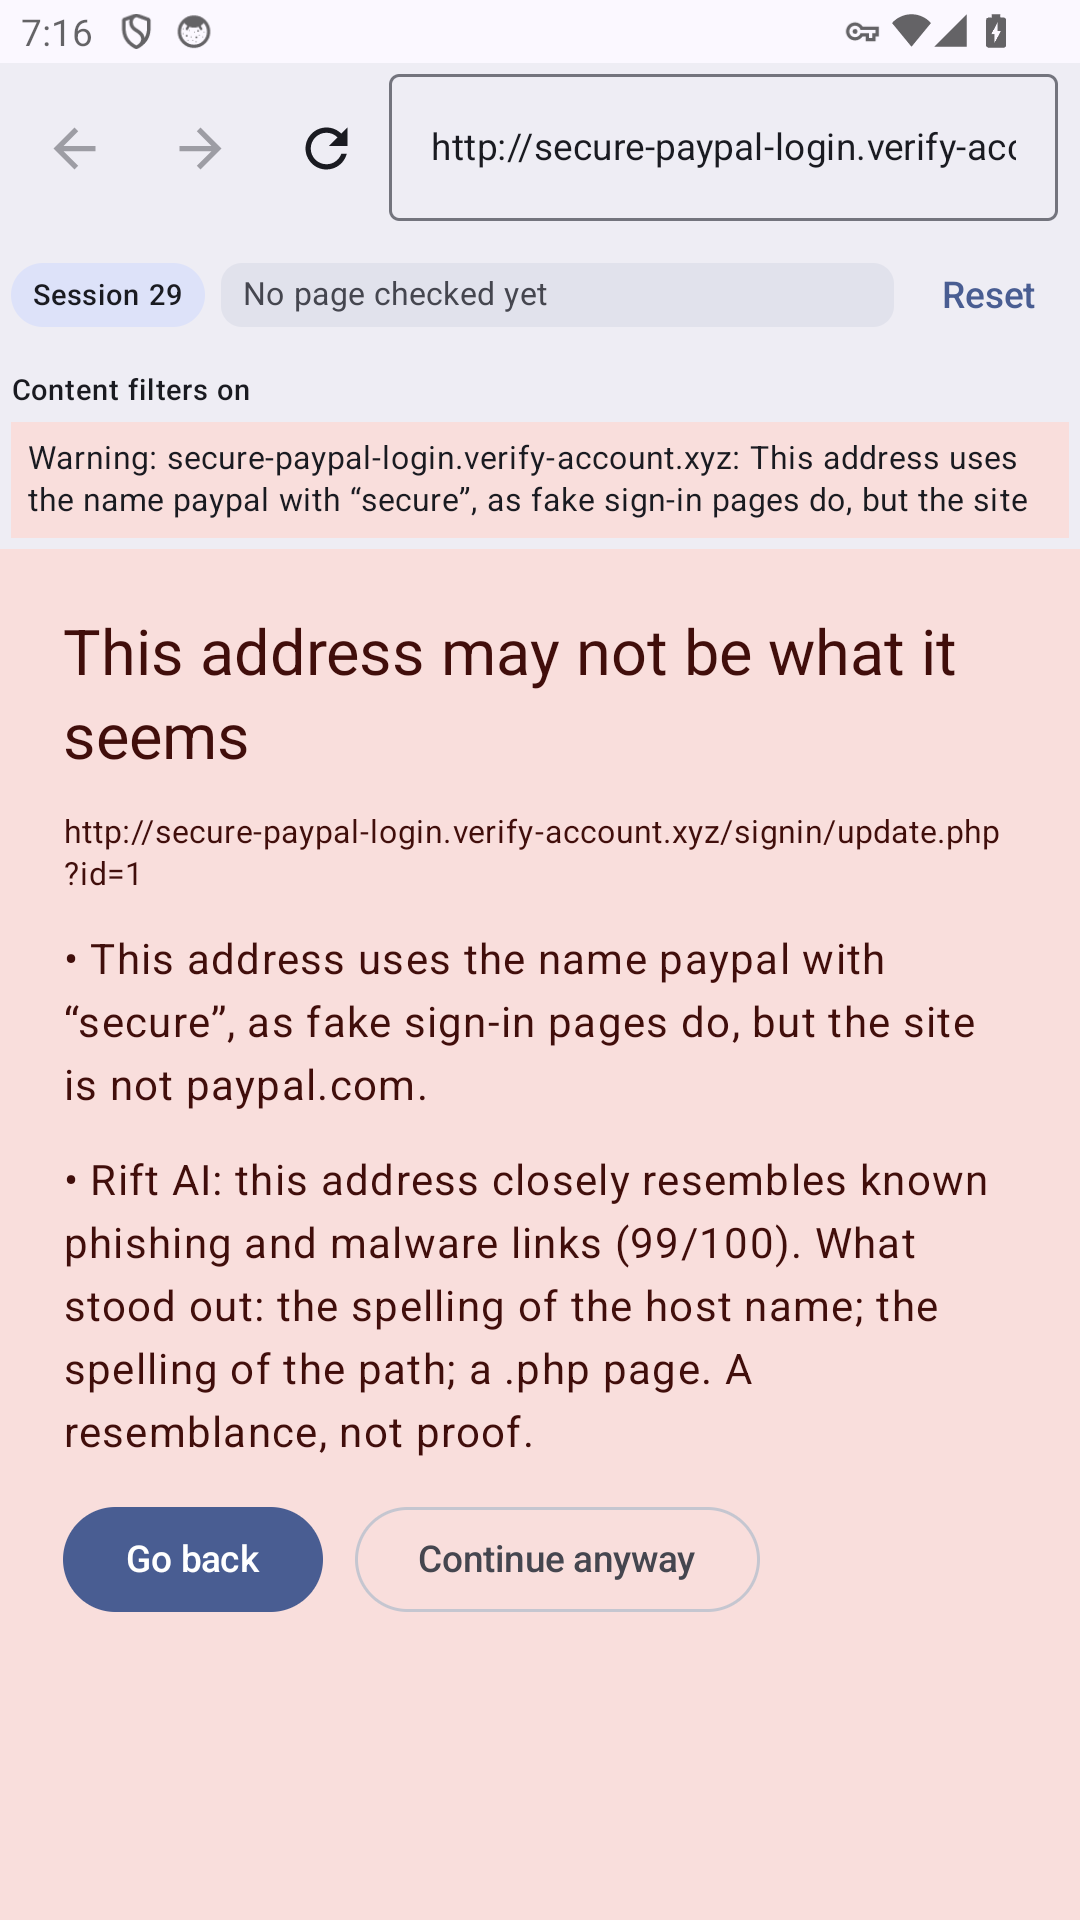 7:16
http://secure-paypal-login.verify-acc
Session 29
No page checked yet
Reset
Content filters on
Warning: secure-paypal-login.verify-account.xyz: This address uses
the name paypal with “secure”, as fake sign-in pages do, but the site
This address may not be what it
seems
http://secure-paypal-login.verify-account.xyz/signin/update.php
?id=1
• This address uses the name paypal with
“secure”, as fake sign-in pages do, but the site
is not paypal.com.
• Rift AI: this address closely resembles known
phishing and malware links (99/100). What
stood out: the spelling of the host name; the
spelling of the path; a .php page. A
resemblance, not proof.
Go back
Continue anyway